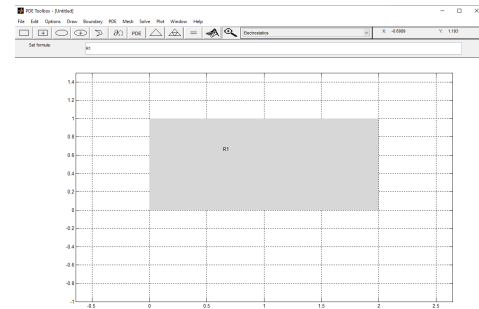 PDE Toolbox - [Untitled]
File Edit Options Draw Boundary PDE Mesh Solve Plot Window Help
∂Ω PDE = Electrostatics X: -0.6989 Y: 1.193
Set formula: R1
1.4
1.2
1
0.8
R1
0.6
0.4
0.2
0
-0.2
-0.4
-0.6
-0.8
-1
-0.5 0 0.5 1 1.5 2 2.5